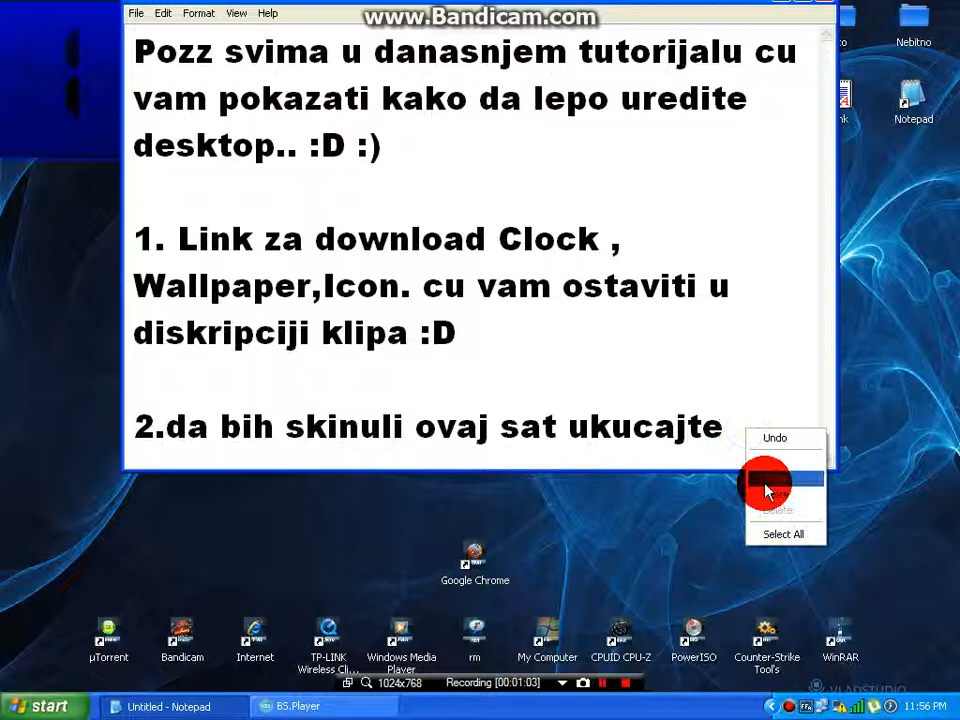 www.Bandicam.com
File Edit Format View Help
Pozz svima u danasnjem tutorijalu cu
vam pokazati kako da lepo uredite
desktop.. :D :)
1. Link za download Clock ,
Wallpaper,Icon. cu vam ostaviti u
diskripciji klipa :D
2.da bih skinuli ovaj sat ukucajte
Undo
Delete
Select All
Nebitno
Notepad
Google Chrome
µTorrent
Bandicam
Internet
TP-LINK
Wireless Cli...
Windows Media
Player
rm
My Computer
CPUID CPU-Z
PowerISO
Counter-Strike
Tool's
WinRAR
1024x768 Recording [00:01:03]
VLADSTUDIO
start
Untitled - Notepad
BS.Player
11:56 PM